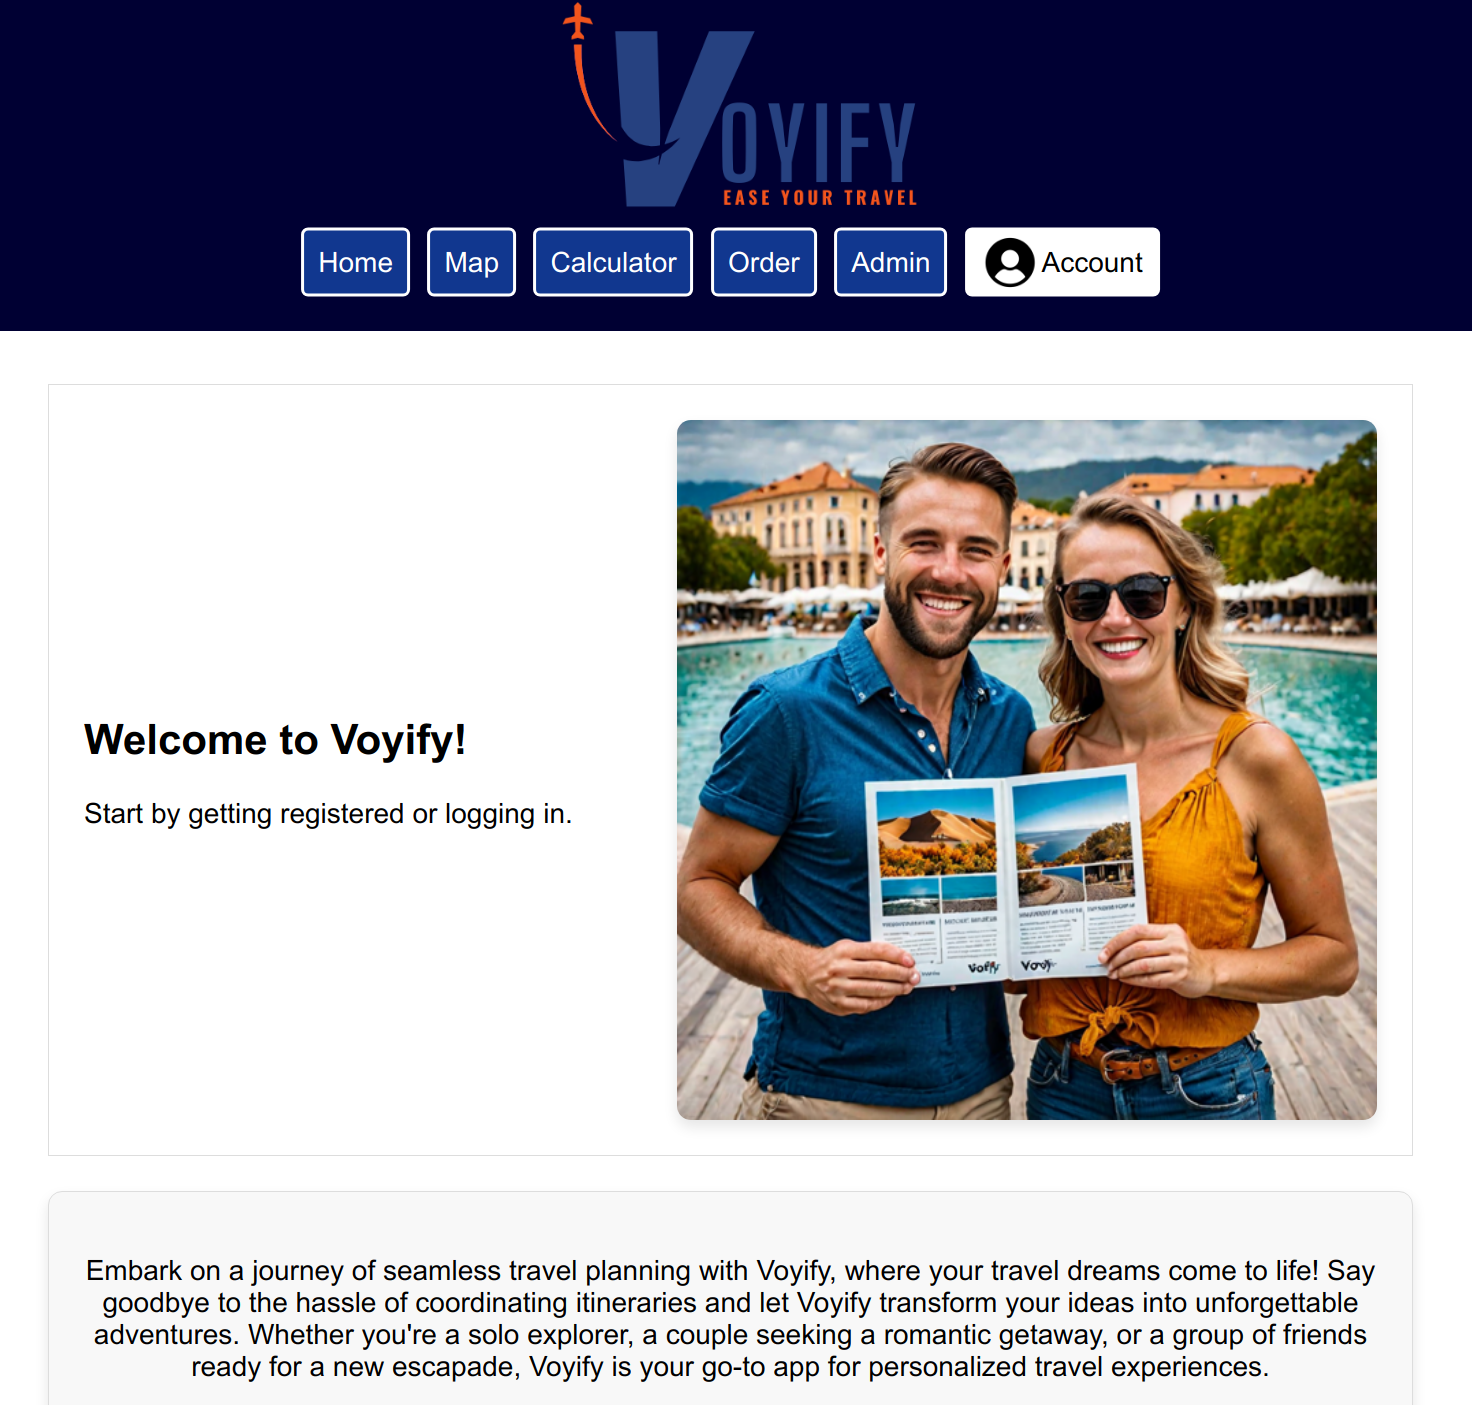 VOYIFY
EASE YOUR TRAVEL
Home
Map
Calculator
Order
Admin
Account
Welcome to Voyify!
Start by getting registered or logging in.
Embark on a journey of seamless travel planning with Voyify, where your travel dreams come to life! Say
goodbye to the hassle of coordinating itineraries and let Voyify transform your ideas into unforgettable
adventures. Whether you're a solo explorer, a couple seeking a romantic getaway, or a group of friends
ready for a new escapade, Voyify is your go-to app for personalized travel experiences.